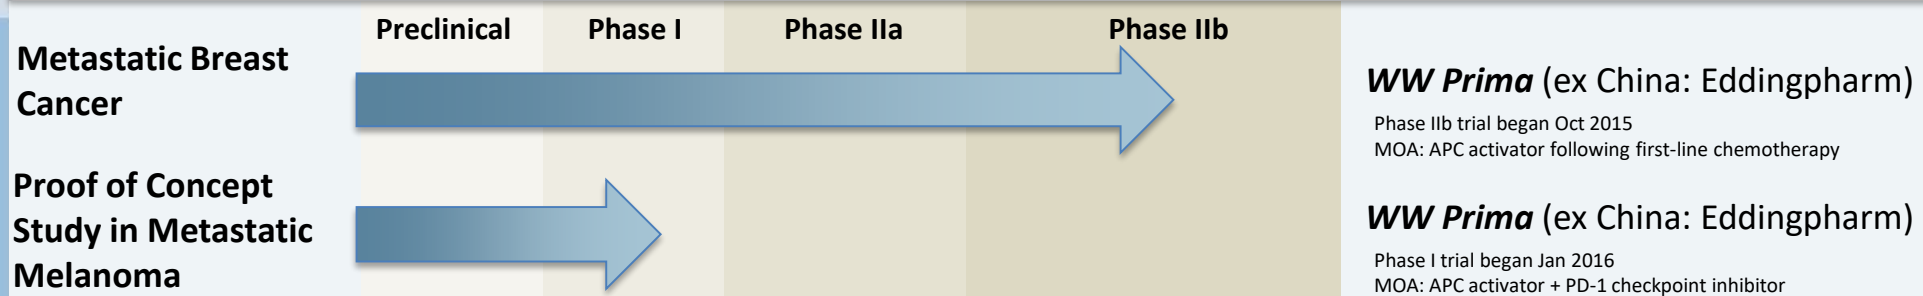 Preclinical Phase I Phase IIa Phase IIb
Metastatic Breast
Cancer
WW Prima (ex China: Eddingpharm)
Phase IIb trial began Oct 2015
MOA: APC activator following first-line chemotherapy
Proof of Concept
Study in Metastatic
Melanoma
WW Prima (ex China: Eddingpharm)
Phase I trial began Jan 2016
MOA: APC activator + PD-1 checkpoint inhibitor